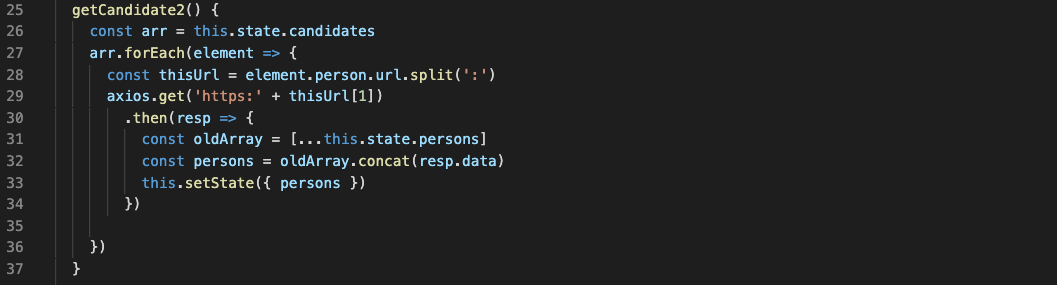 25 getCandidate2() {
26 const arr = this.state.candidates
27 arr.forEach(element => {
28 const thisUrl = element.person.url.split(':')
29 axios.get('https:' + thisUrl[1])
30 .then(resp => {
31 const oldArray = [...this.state.persons]
32 const persons = oldArray.concat(resp.data)
33 this.setState({ persons })
34 })
35
36 })
37 }